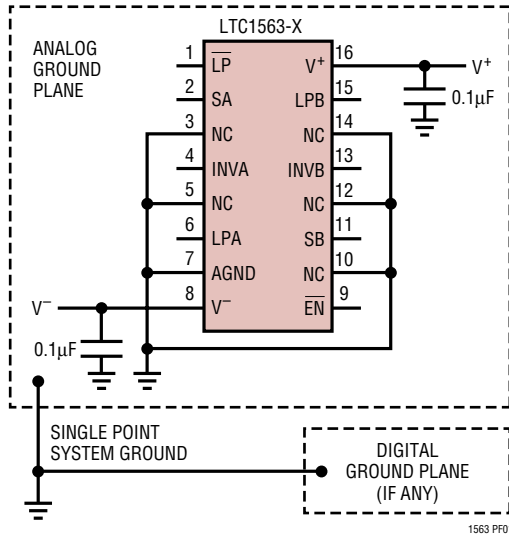 LTC1563-X
ANALOG
GROUND
PLANE
1 LP V+ 16 V+
2 SA LPB 15
0.1µF
3 NC NC 14
4 INVA INVB 13
5 NC NC 12
6 LPA SB 11
7 AGND NC 10
V– 8 V– EN 9
0.1µF
SINGLE POINT
SYSTEM GROUND
DIGITAL
GROUND PLANE
(IF ANY)